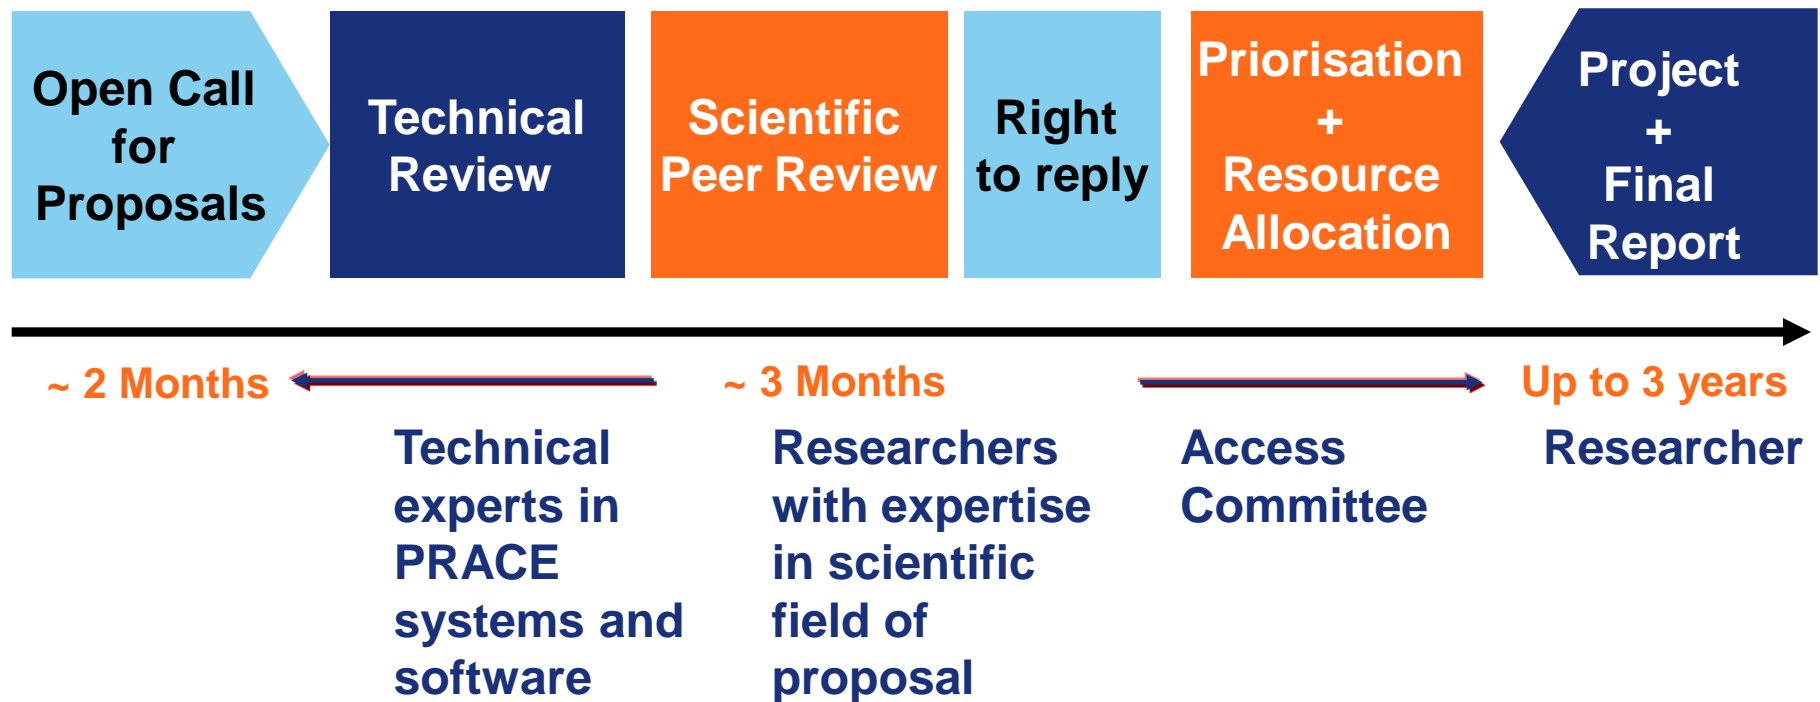 Open Call
for
Proposals
Technical
Review
Scientific
Peer Review
Right
to reply
Priorisation
+
Resource
Allocation
Project
+
Final
Report
~ 2 Months
~ 3 Months
Up to 3 years
Technical
experts in
PRACE
systems and
software
Researchers
with expertise
in scientific
field of
proposal
Access
Committee
Researcher